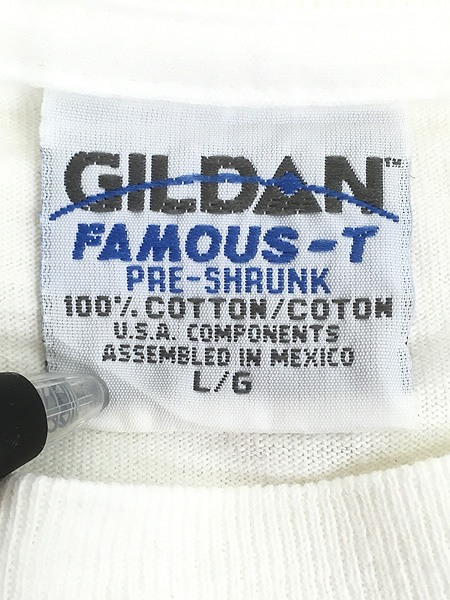 GILDAN™
FAMOUS-T
PRE-SHRUNK
100% COTTON/COTON
U.S.A. COMPONENTS
ASSEMBLED IN MEXICO
L/G